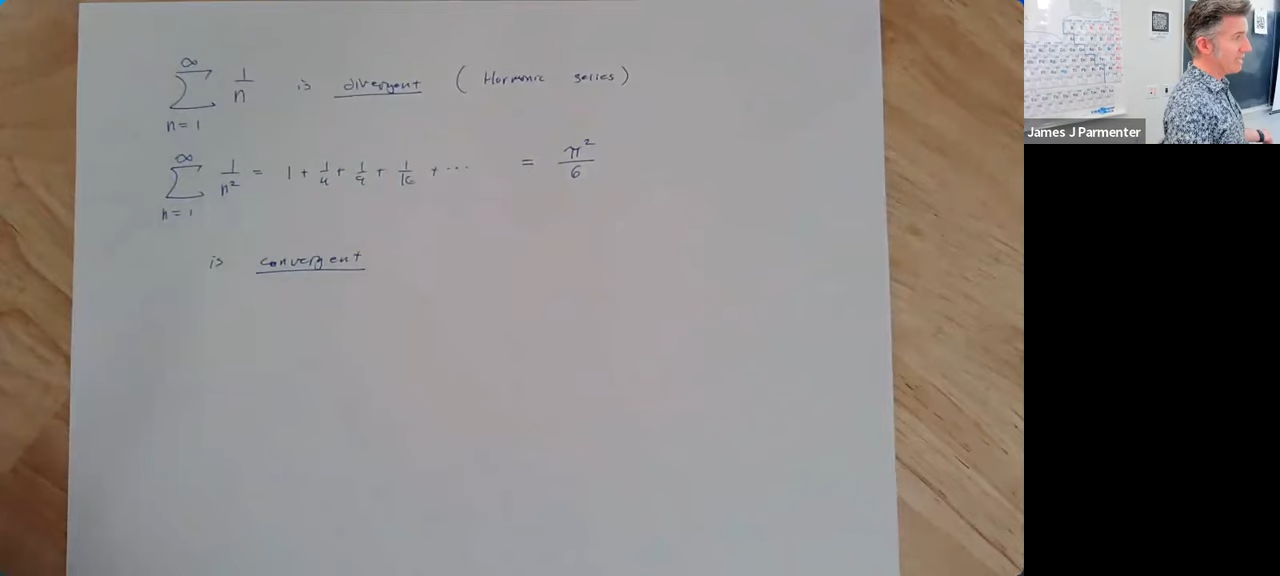 ∞
∑ 1/n is divergent (Harmonic series)
n = 1
∞
∑ 1/n² = 1 + 1/4 + 1/9 + 1/16 + ··· = π²/6
n = 1
is convergent
James J Parmenter